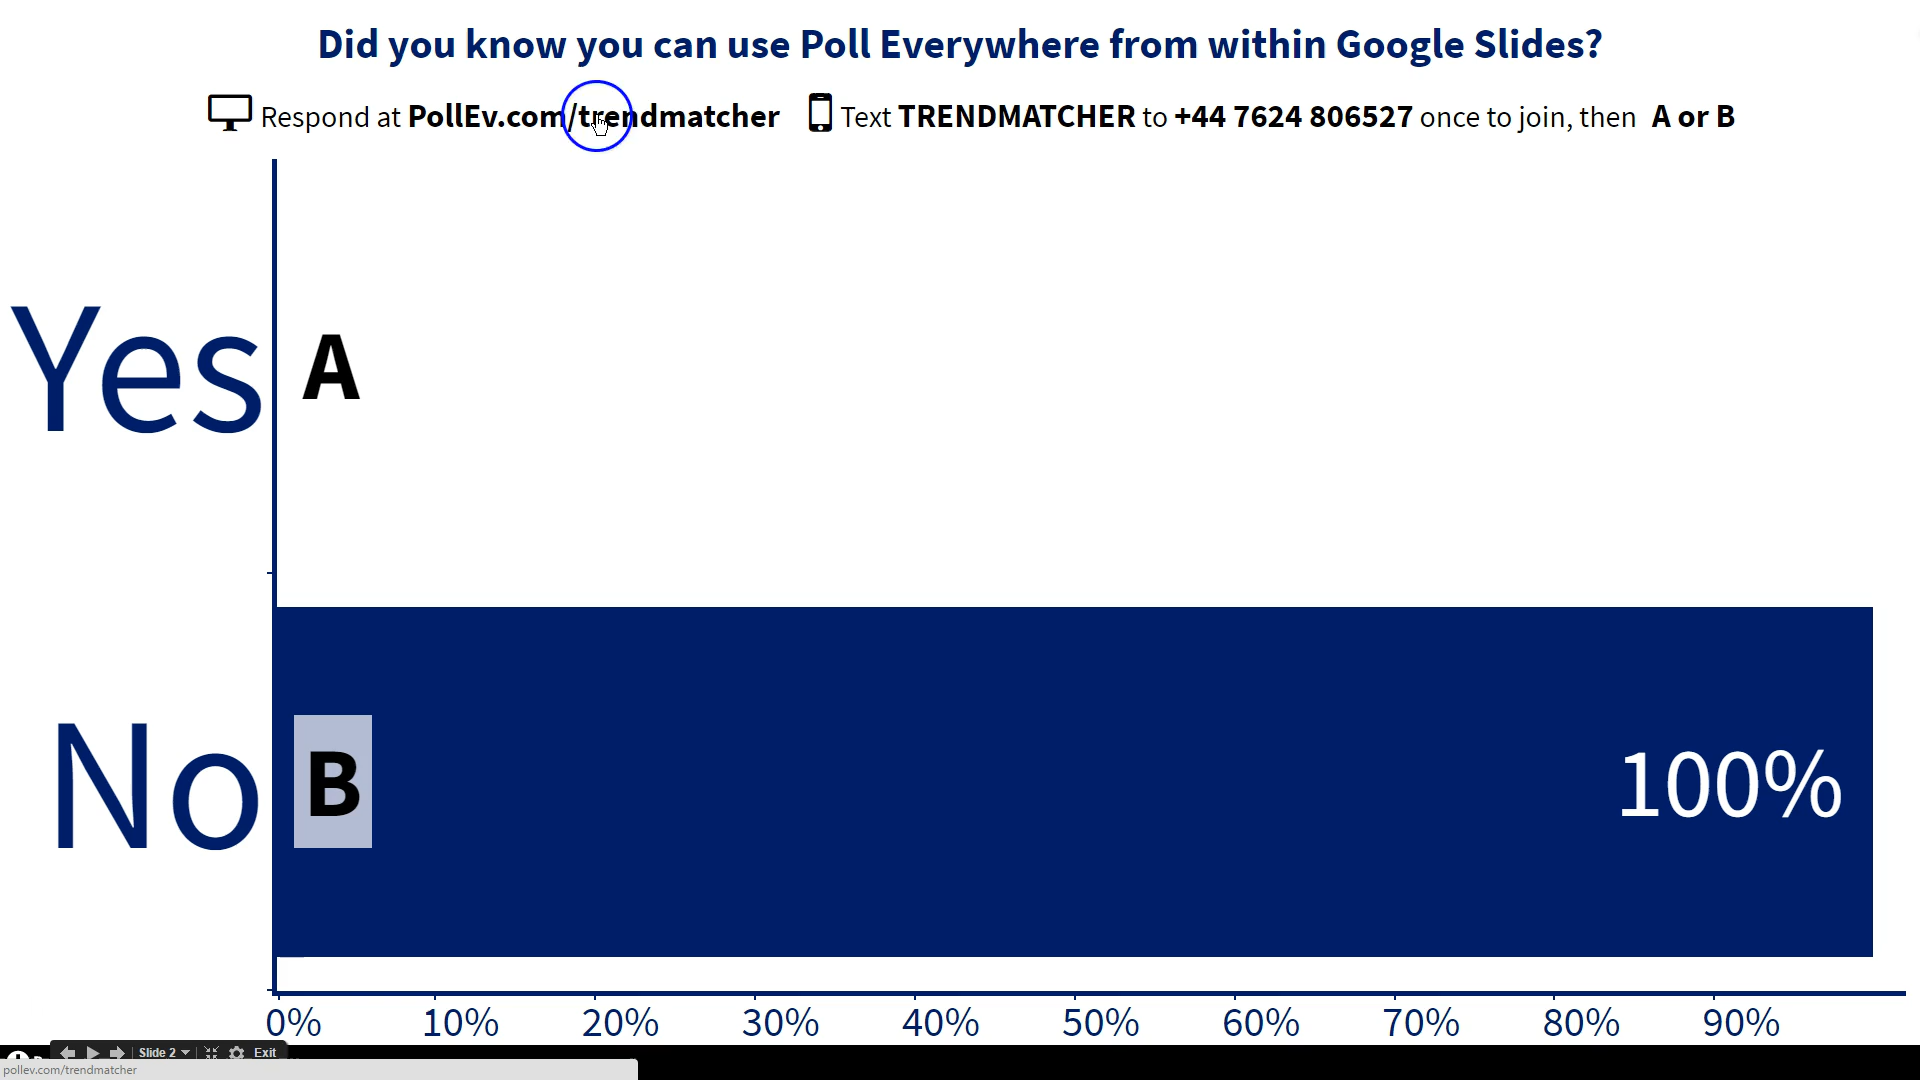 Did you know you can use Poll Everywhere from within Google Slides?
Respond at PollEv.com/trendmatcher Text TRENDMATCHER to +44 7624 806527 once to join, then A or B
Yes A
No B 100%
0% 10% 20% 30% 40% 50% 60% 70% 80% 90%
Slide 2 Exit
pollev.com/trendmatcher